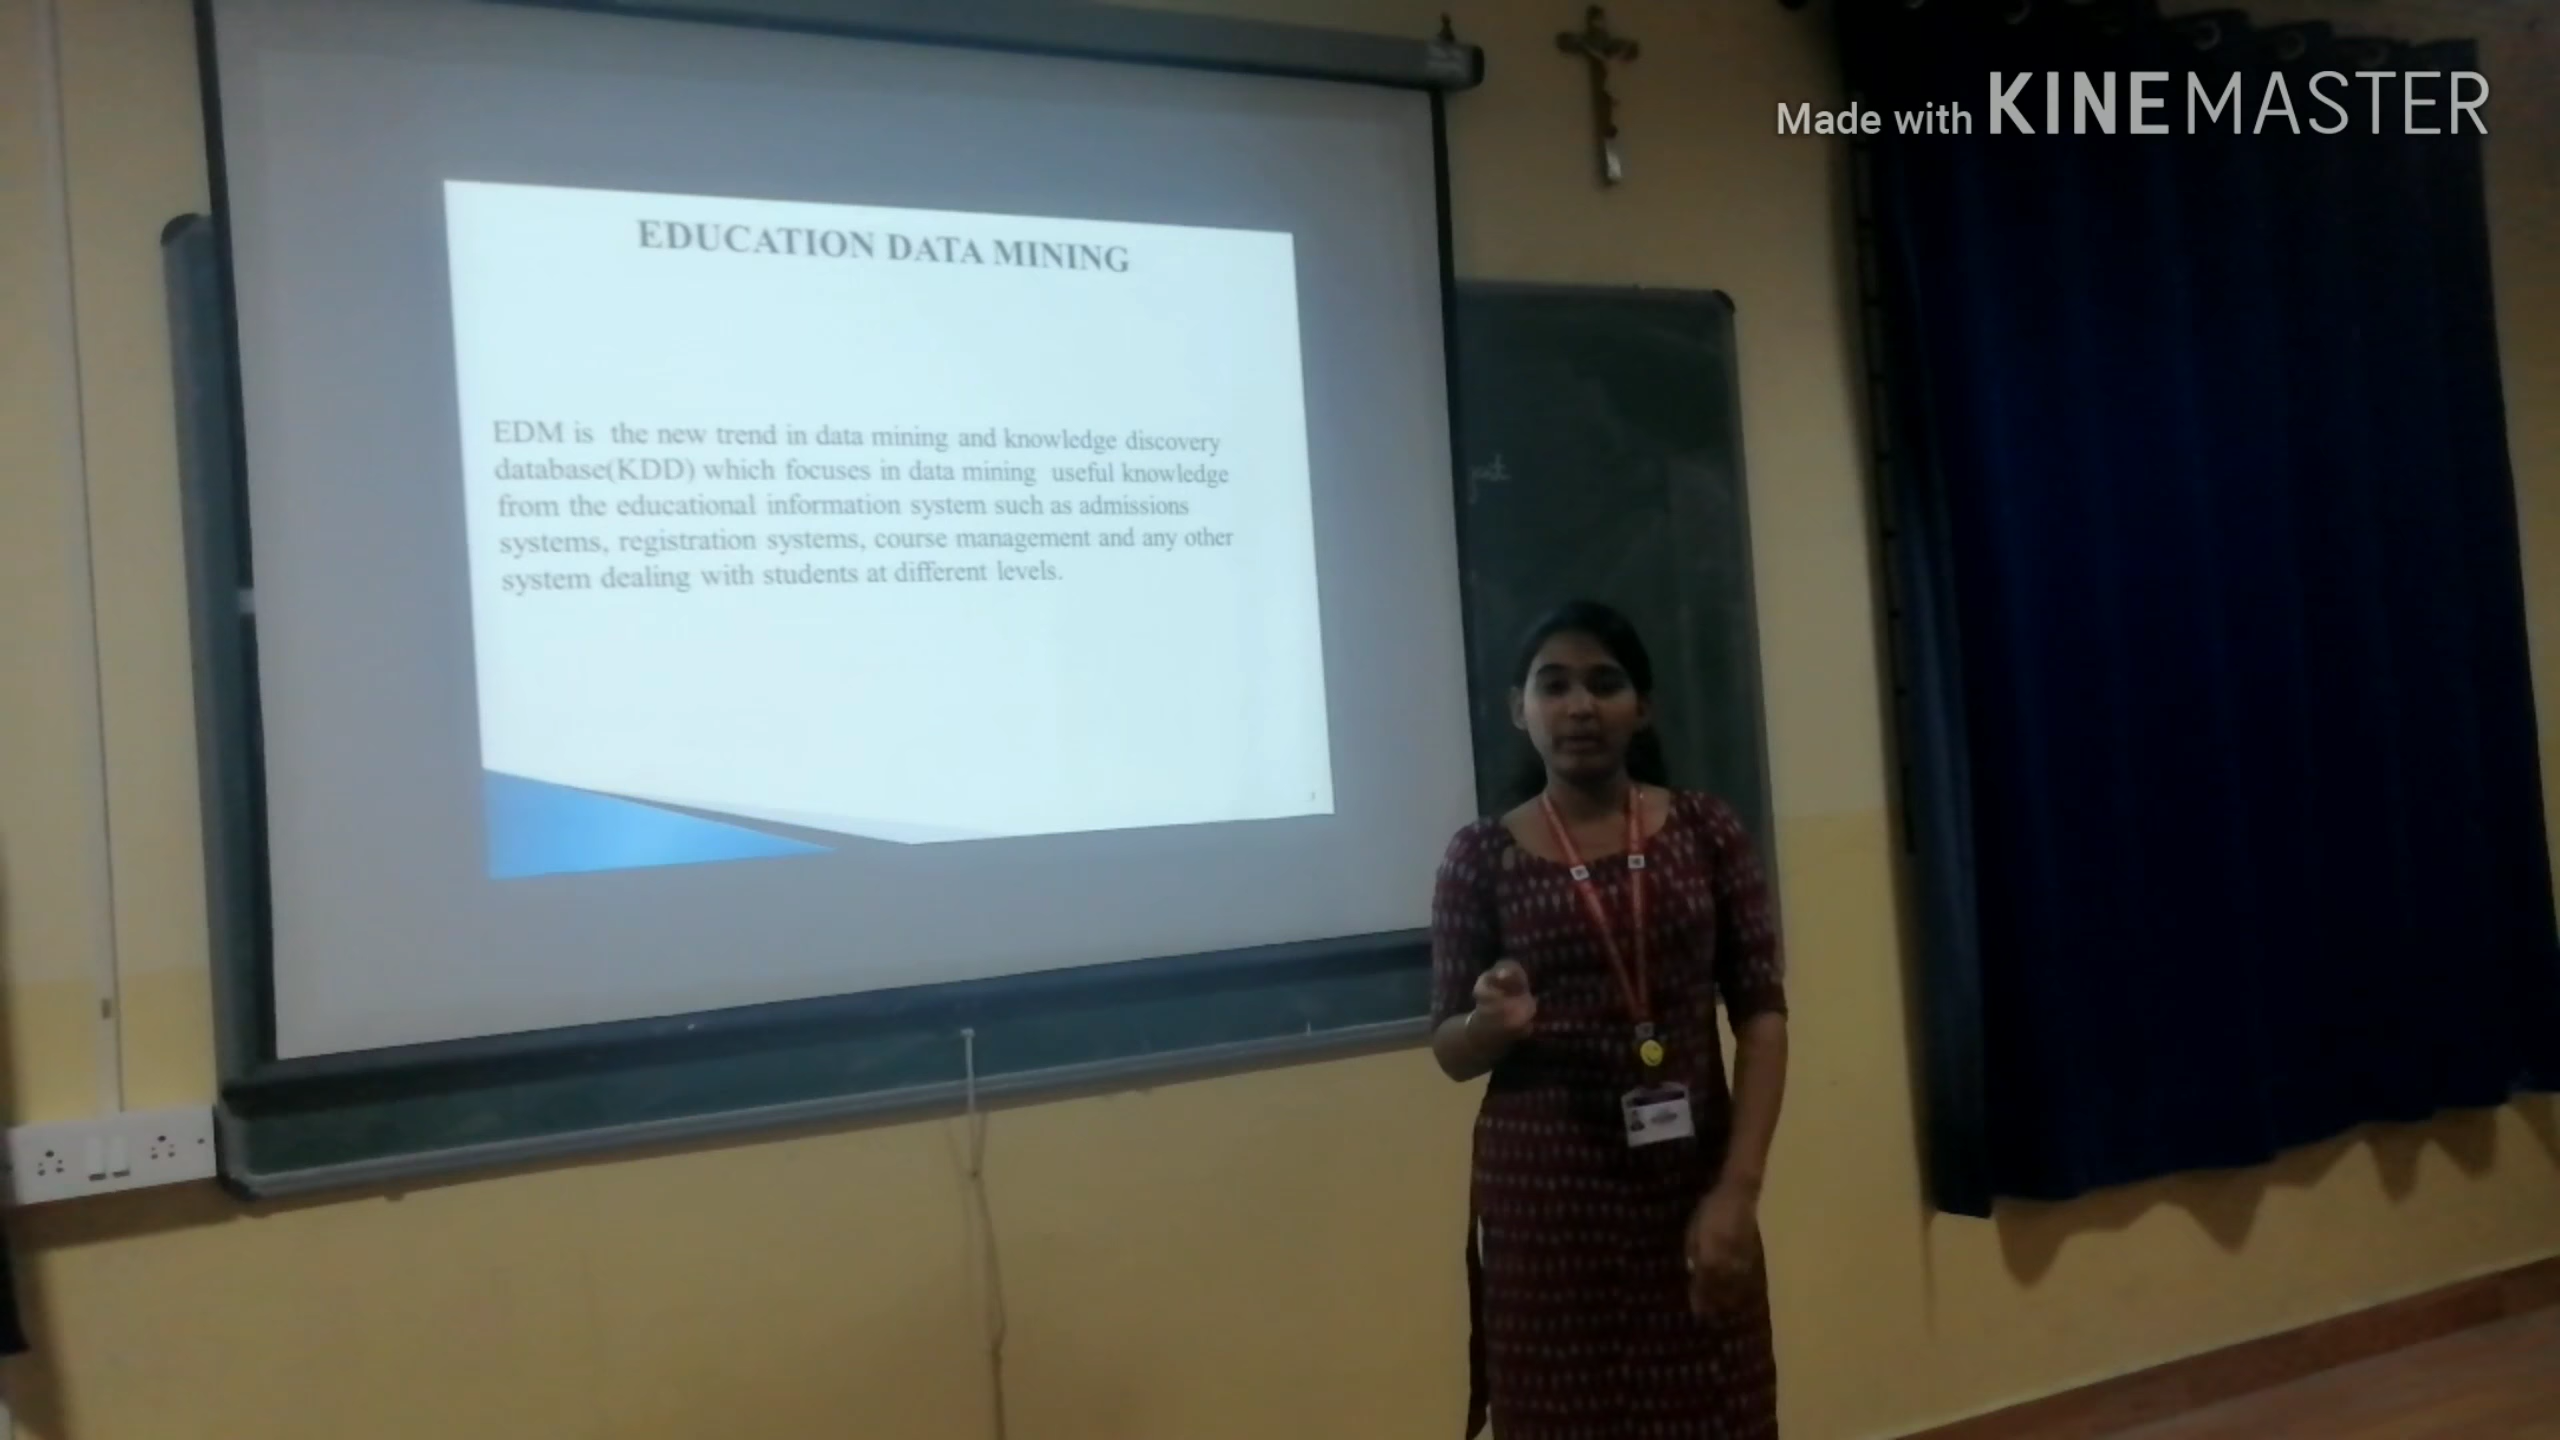 Made with KINEMASTER
EDUCATION DATA MINING
EDM is the new trend in data mining and knowledge discovery
database(KDD) which focuses in data mining useful knowledge
from the educational information system such as admissions
systems, registration systems, course management and any other
system dealing with students at different levels.